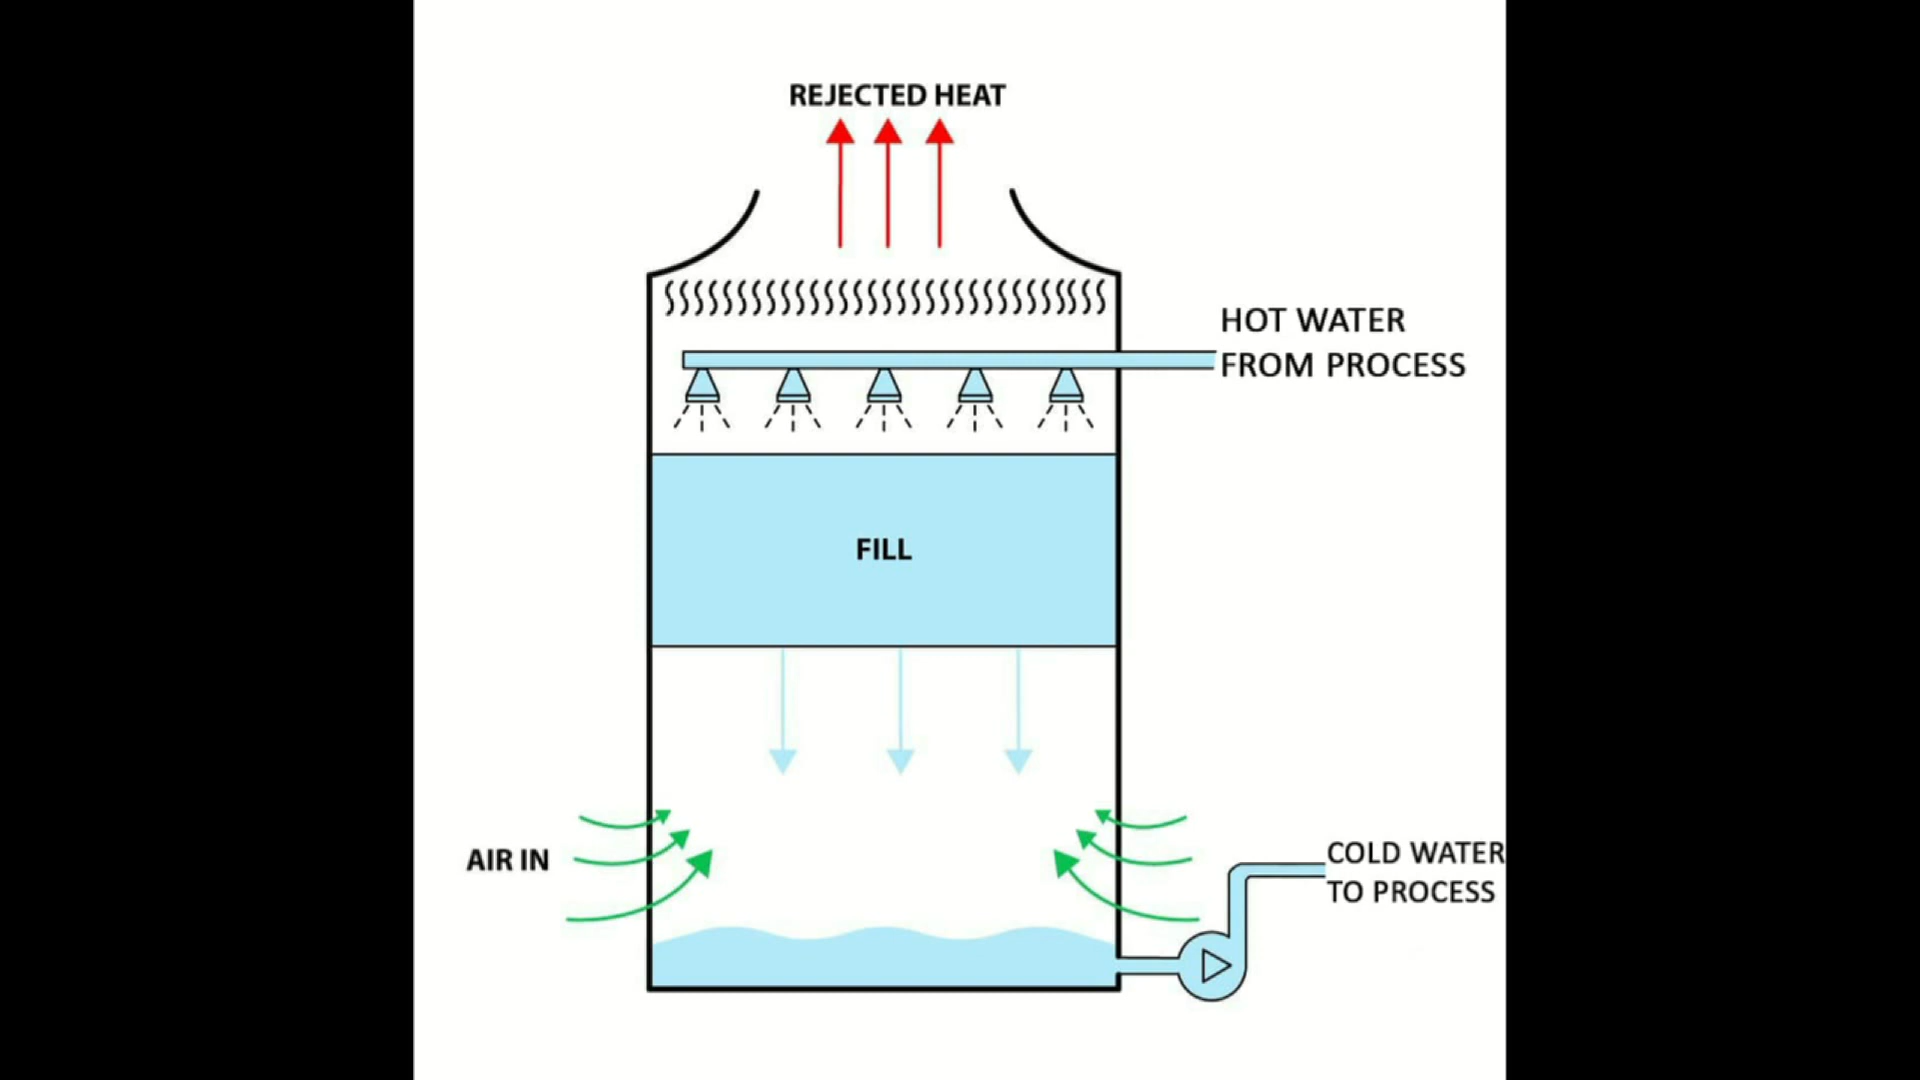 REJECTED HEAT
HOT WATER
FROM PROCESS
FILL
AIR IN
COLD WATER
TO PROCESS